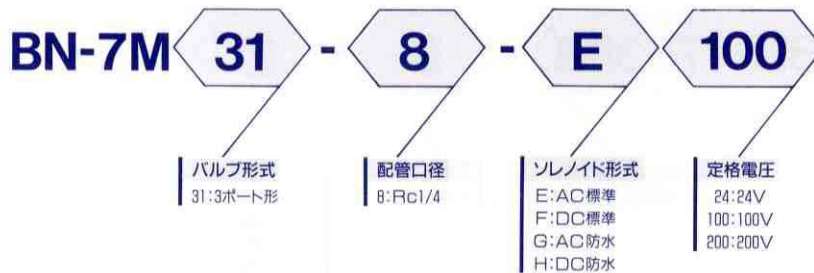 BN-7M 31 - 8 - E 100
バルブ形式
31:3ポート形
配管口径
8:Rc1/4
ソレノイド形式
E:AC標準
F:DC標準
G:AC防水
H:DC防水
定格電圧
24:24V
100:100V
200:200V